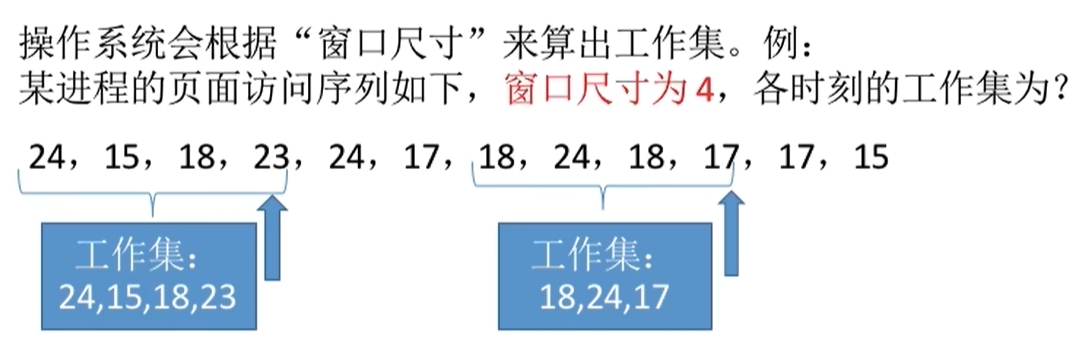 操作系统会根据“窗口尺寸”来算出工作集。例：
某进程的页面访问序列如下，窗口尺寸为 4，各时刻的工作集为？
24，15，18，23，24，17，18，24，18，17，17，15
工作集：
24,15,18,23
工作集：
18,24,17